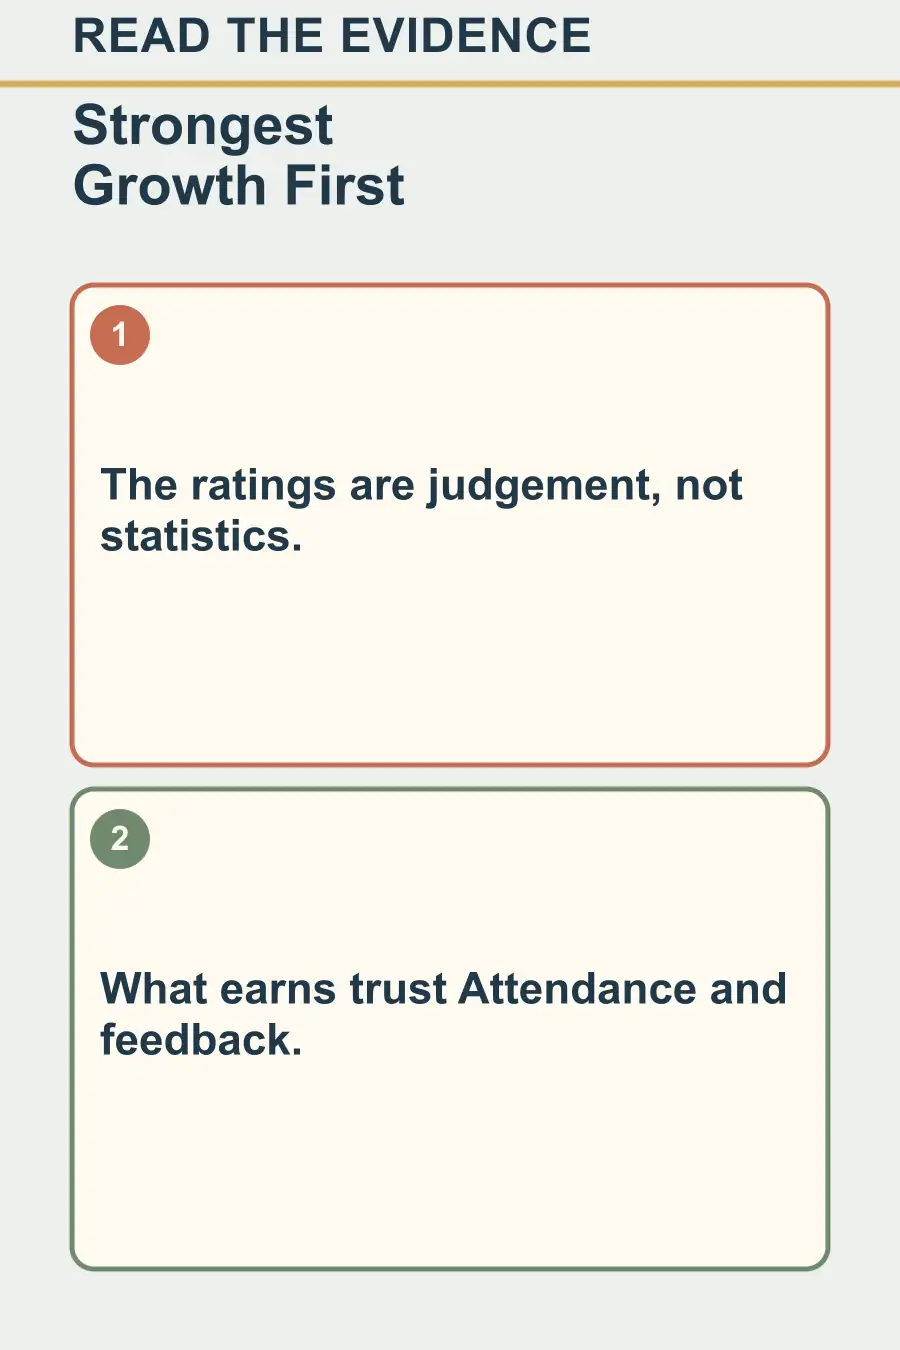 READ THE EVIDENCE
Strongest
Growth First
1
The ratings are judgement, not
statistics.
2
What earns trust Attendance and
feedback.